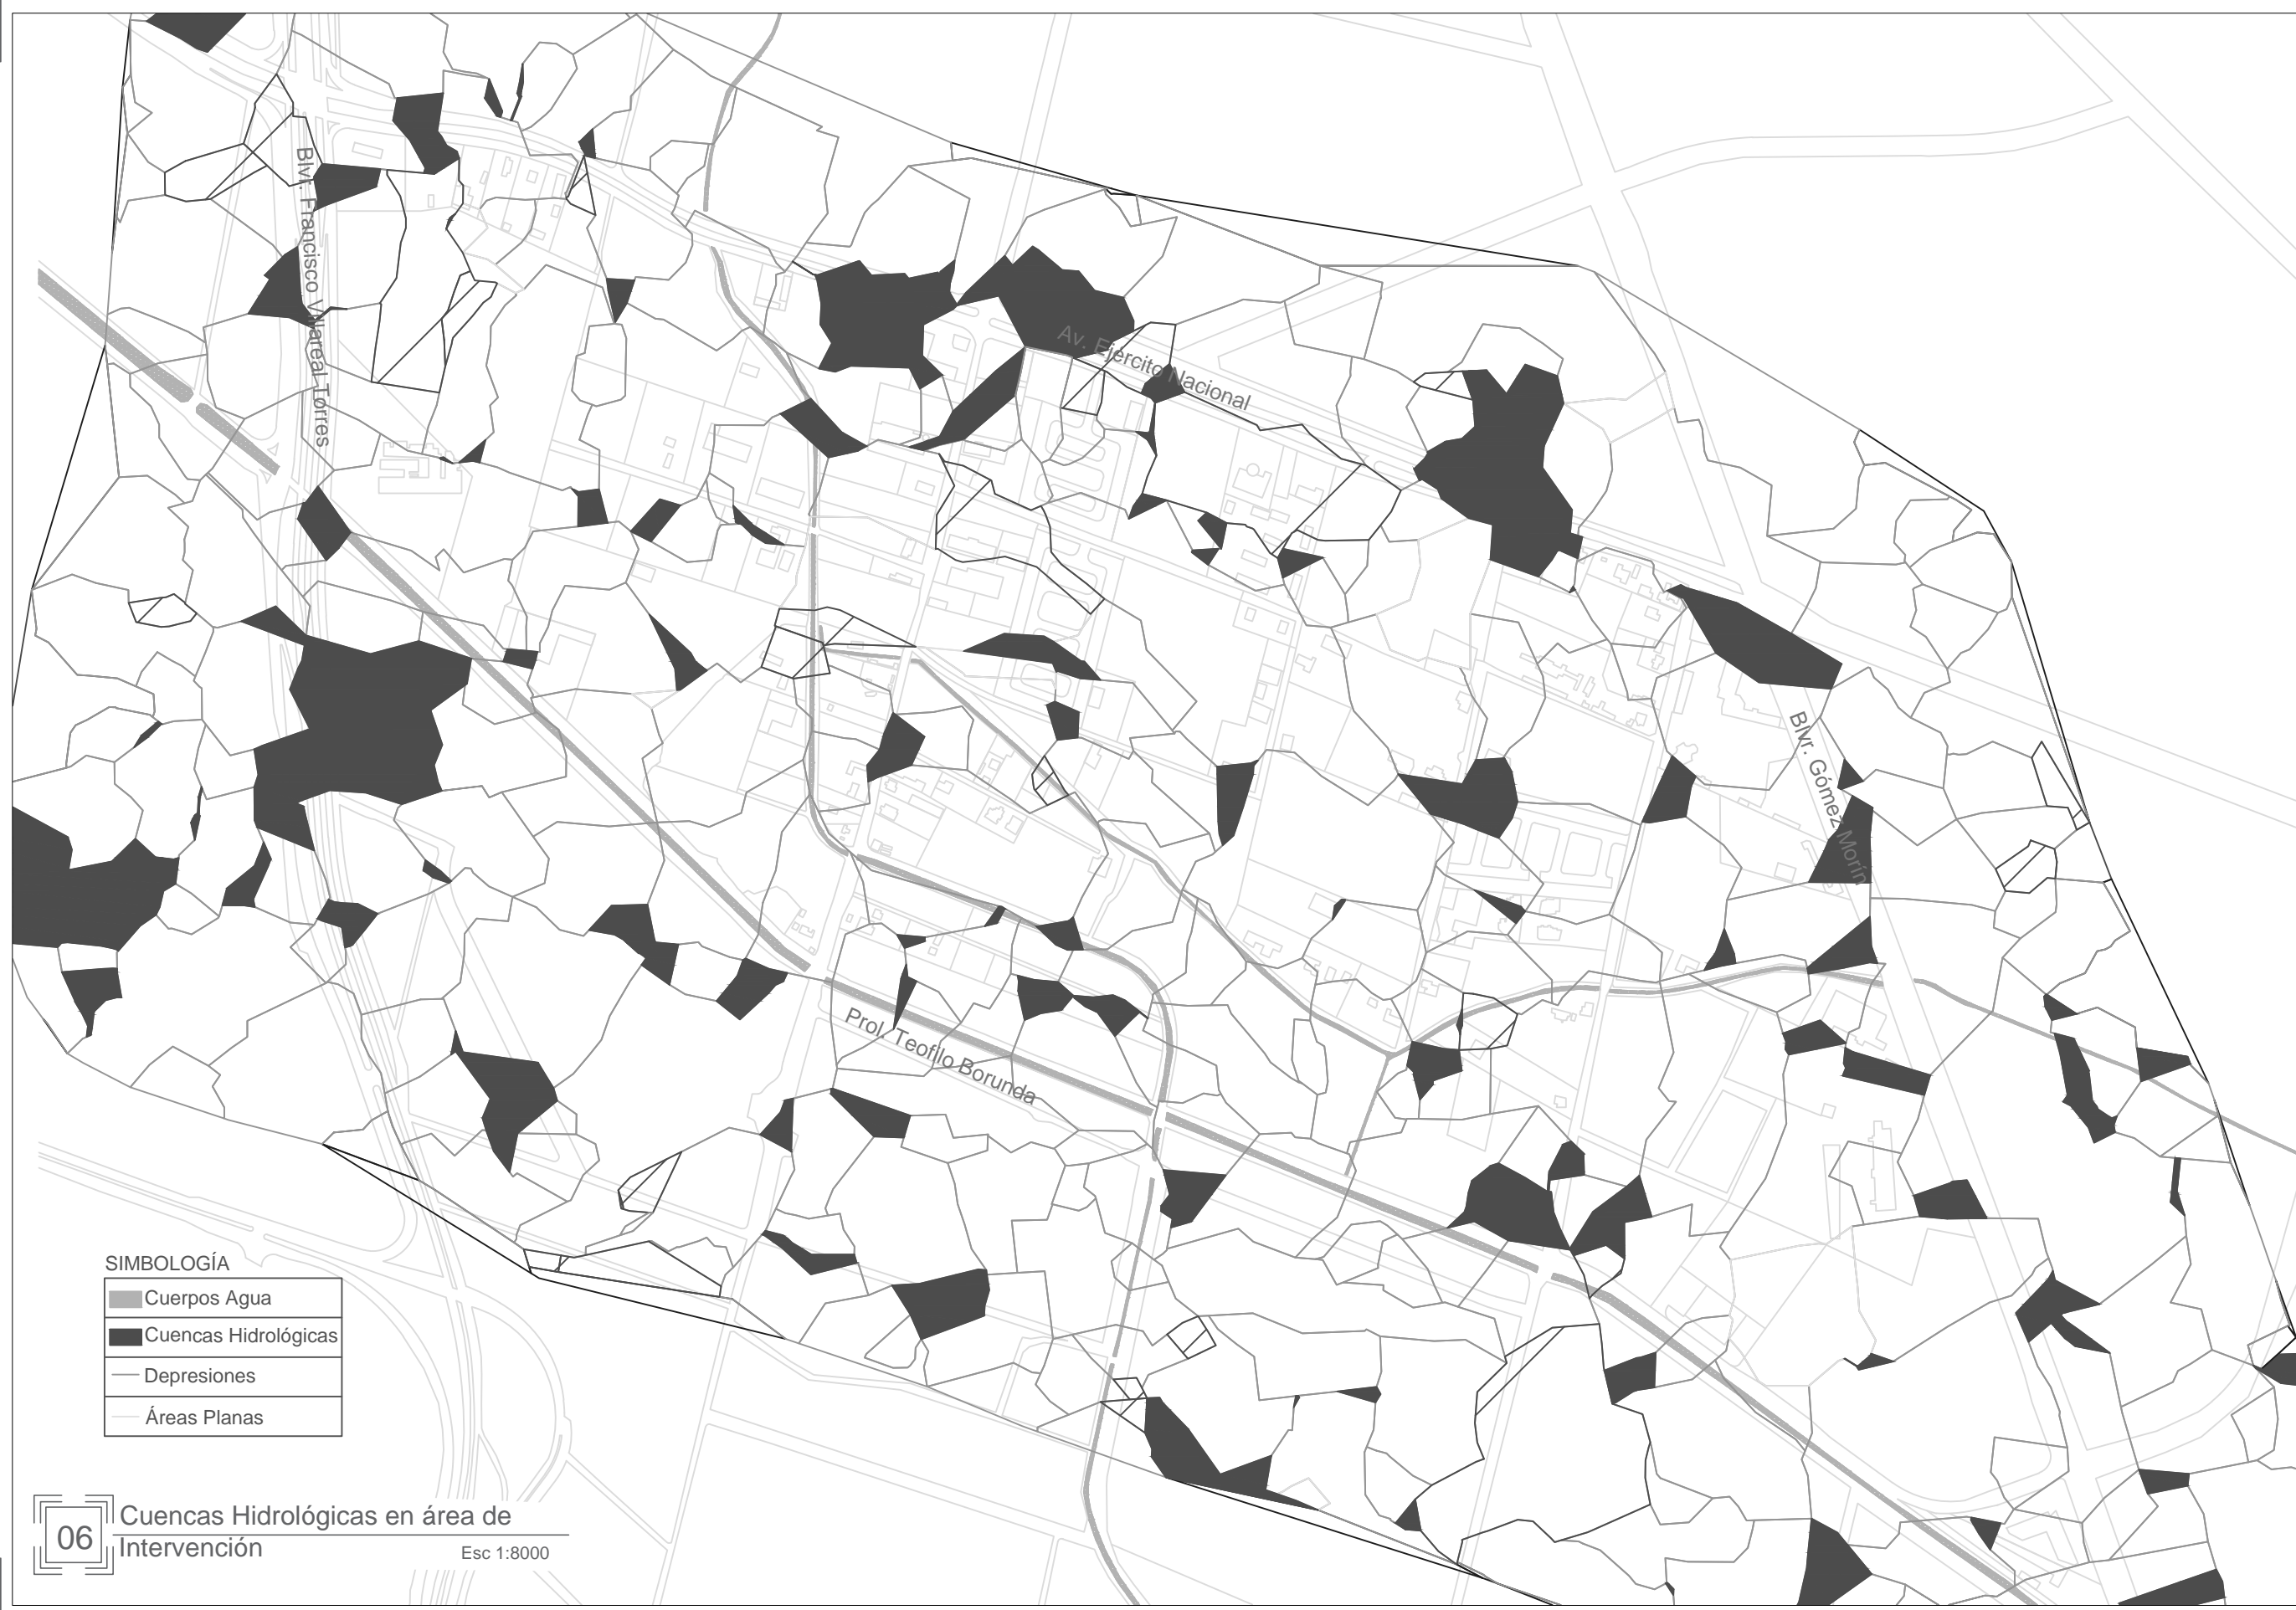 Blvr. Francisco Villareal Torres
Av. Ejercito Nacional
Blvr. Gómez Morin
Prol. Teofilo Borunda
SIMBOLOGÍA
Cuerpos Agua
Cuencas Hidrológicas
Depresiones
Áreas Planas
06
Cuencas Hidrológicas en área de
Intervención
Esc 1:8000